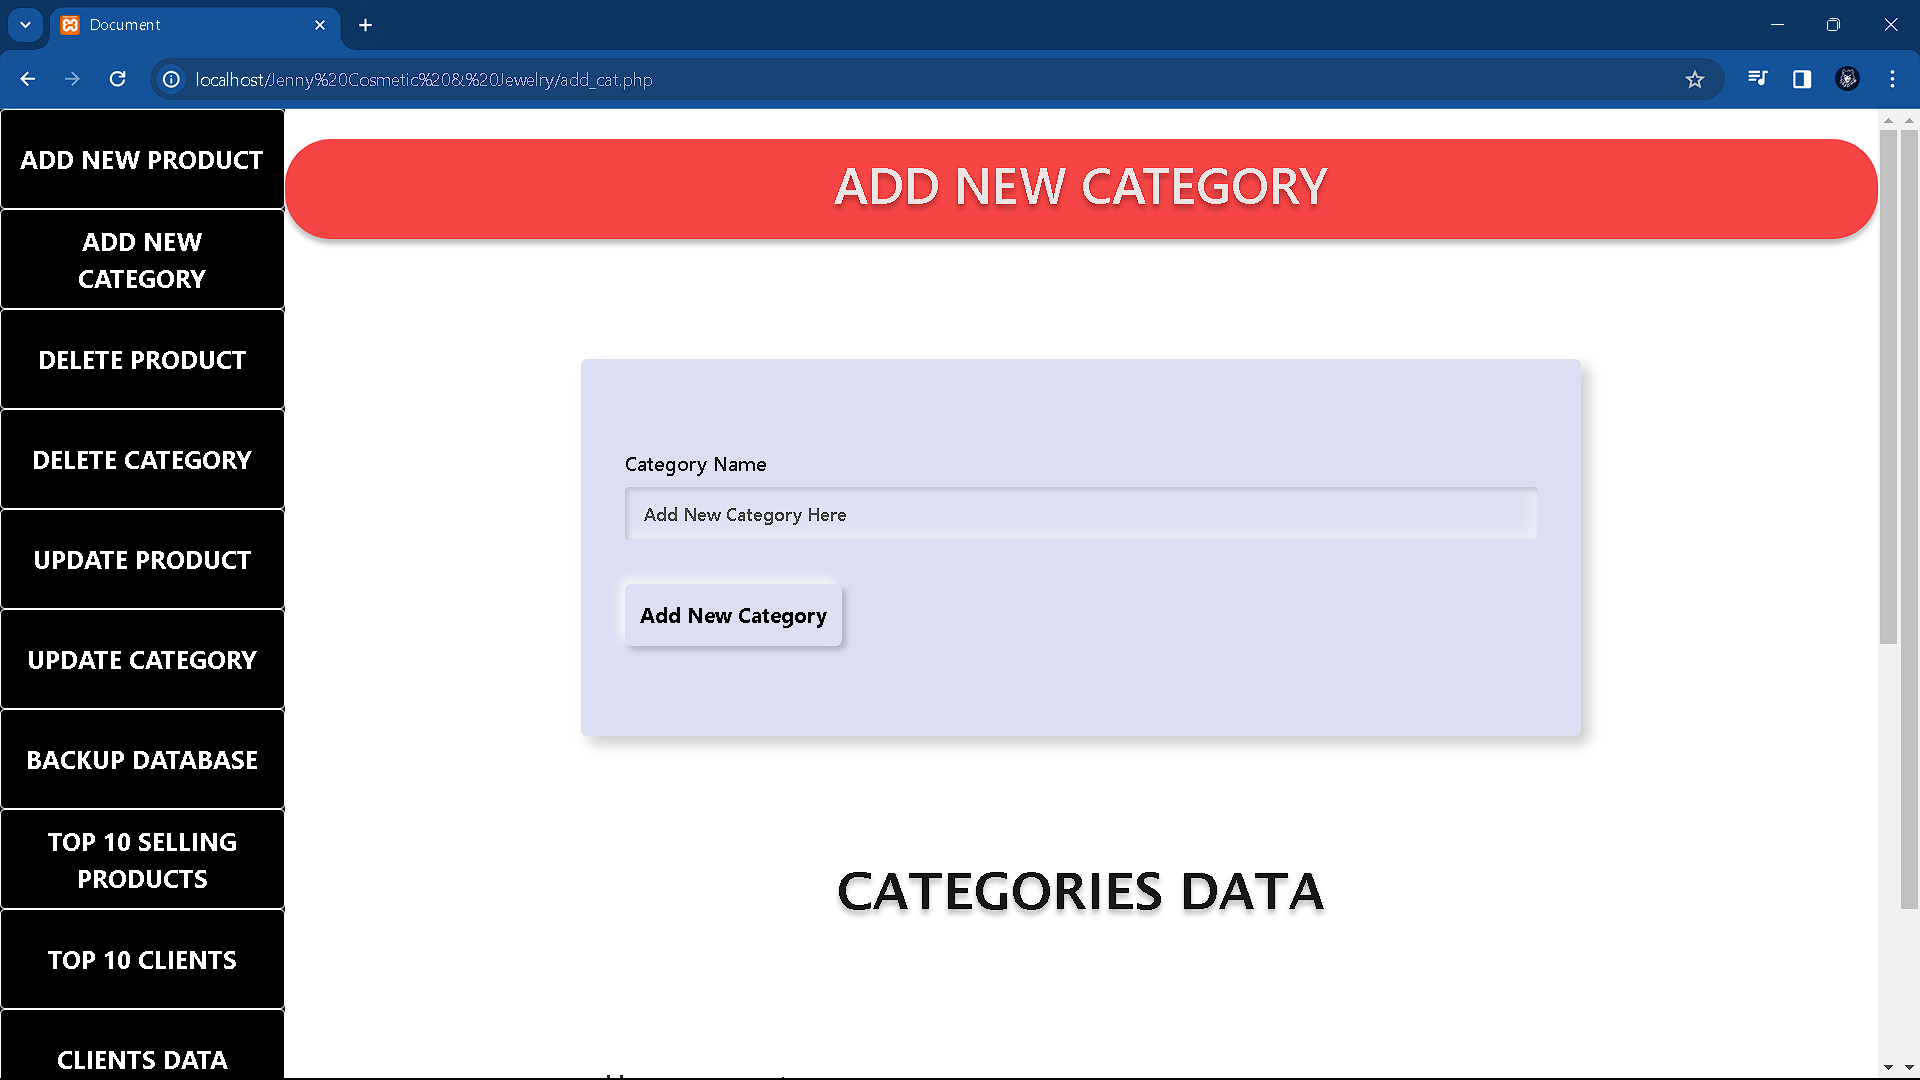 Document
localhost/Jenny%20Cosmetic%20&%20Jewelry/add_cat.php
ADD NEW PRODUCT
ADD NEW
CATEGORY
DELETE PRODUCT
DELETE CATEGORY
UPDATE PRODUCT
UPDATE CATEGORY
BACKUP DATABASE
TOP 10 SELLING
PRODUCTS
TOP 10 CLIENTS
CLIENTS DATA
ADD NEW CATEGORY
Category Name
Add New Category Here
Add New Category
CATEGORIES DATA